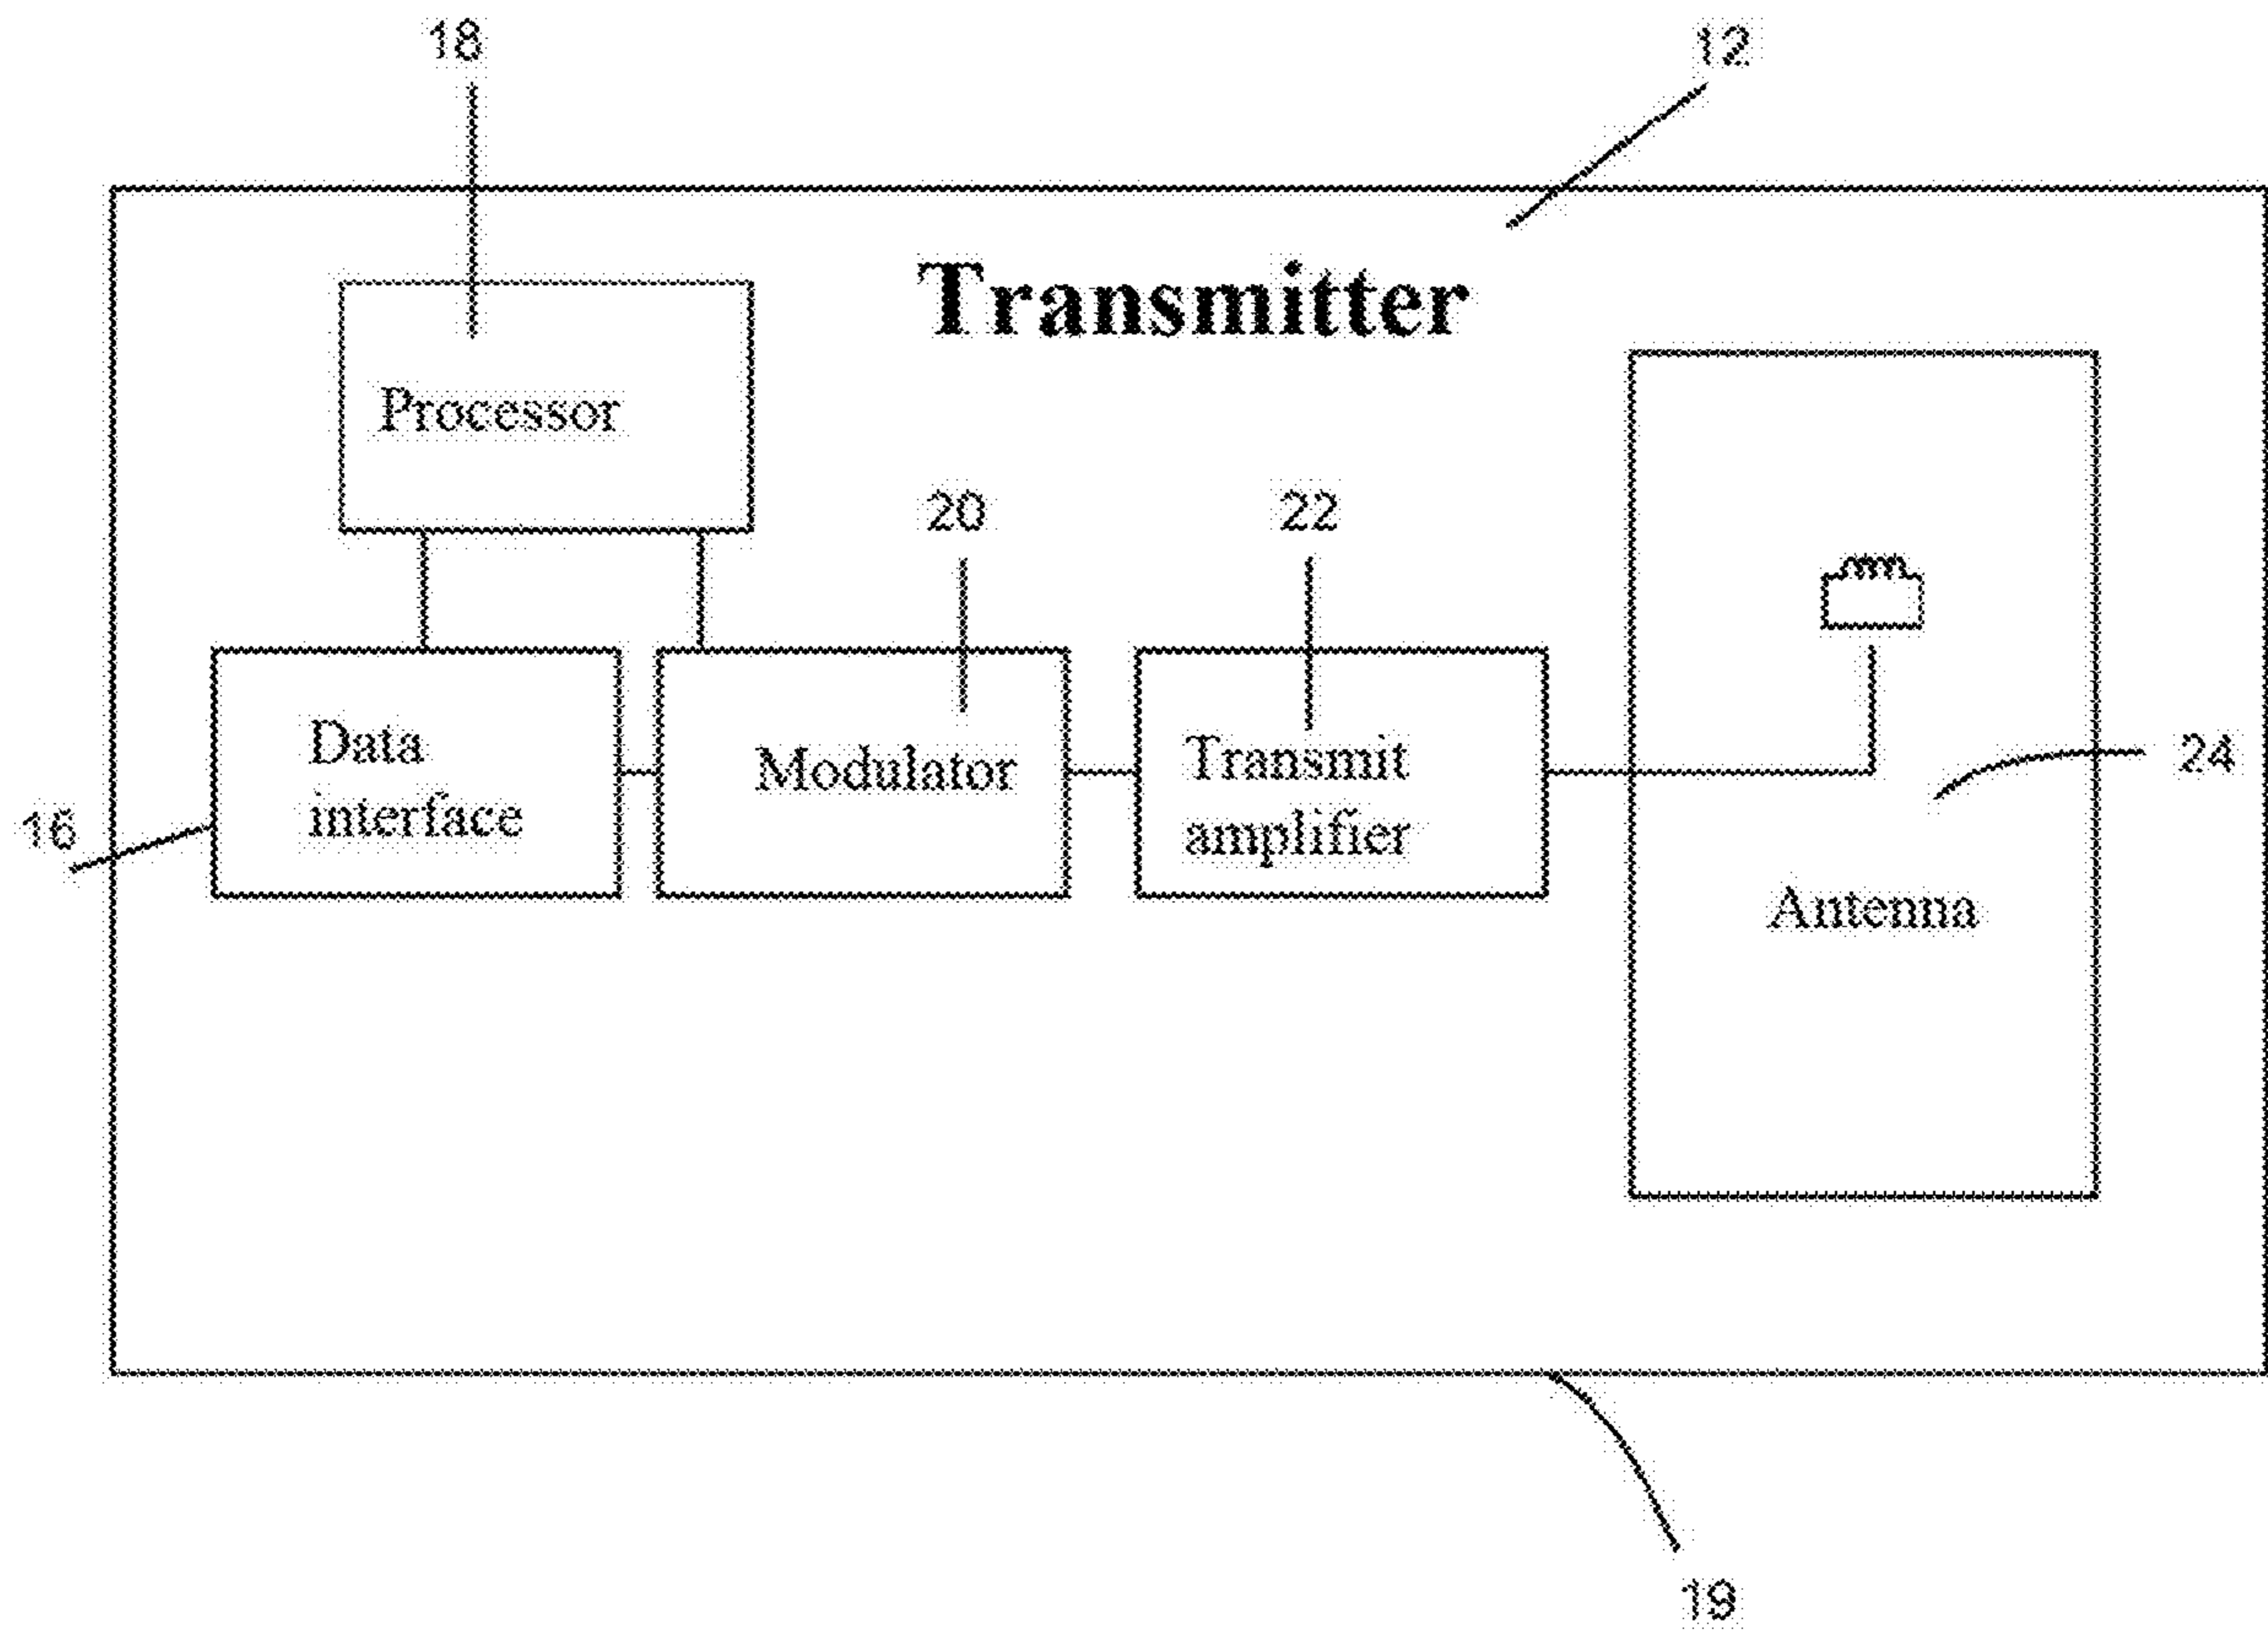 18
12
Transmitter
Processor
20
22
Data
interface
Modulator
Transmit
amplifier
24
16
Antenna
19